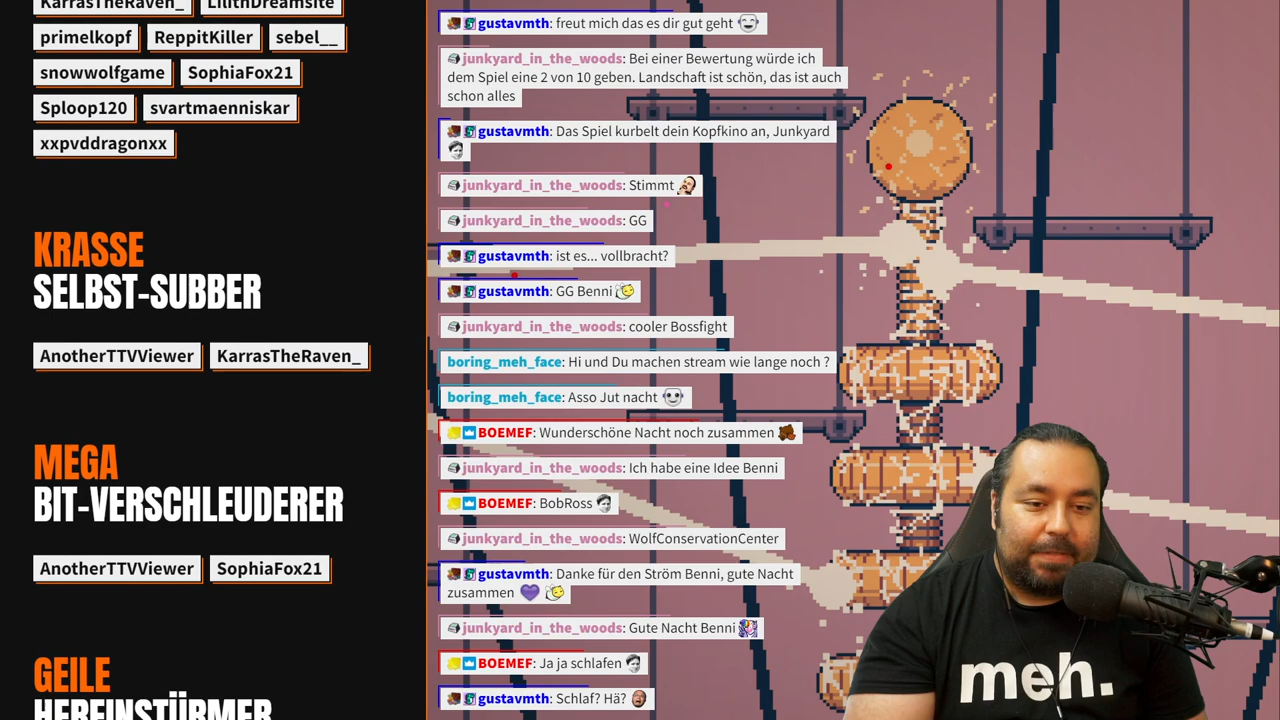 KarrasTheRaven_ LilithDreamsite
primelkopf ReppitKiller sebel__
snowwolfgame SophiaFox21
Sploop120 svartmaenniskar
xxpvddragonxx
KRASSE
SELBST-SUBBER
AnotherTTVViewer KarrasTheRaven_
MEGA
BIT-VERSCHLEUDERER
AnotherTTVViewer SophiaFox21
GEILE
HEREINSTÜRMER
gustavmth: freut mich das es dir gut geht
junkyard_in_the_woods: Bei einer Bewertung würde ich
dem Spiel eine 2 von 10 geben. Landschaft ist schön, das ist auch
schon alles
gustavmth: Das Spiel kurbelt dein Kopfkino an, Junkyard
junkyard_in_the_woods: Stimmt
junkyard_in_the_woods: GG
gustavmth: ist es... vollbracht?
gustavmth: GG Benni
junkyard_in_the_woods: cooler Bossfight
boring_meh_face: Hi und Du machen stream wie lange noch ?
boring_meh_face: Asso Jut nacht
BOEMEF: Wunderschöne Nacht noch zusammen
junkyard_in_the_woods: Ich habe eine Idee Benni
BOEMEF: BobRoss
junkyard_in_the_woods: WolfConservationCenter
gustavmth: Danke für den Ström Benni, gute Nacht
zusammen
junkyard_in_the_woods: Gute Nacht Benni
BOEMEF: Ja ja schlafen
gustavmth: Schlaf? Hä?
meh.